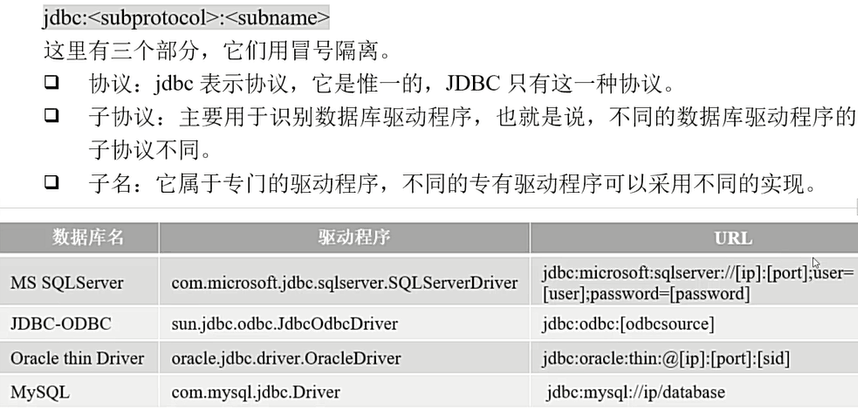 jdbc:<subprotocol>:<subname>
这里有三个部分，它们用冒号隔离。
❑ 协议：jdbc 表示协议，它是惟一的，JDBC 只有这一种协议。
❑ 子协议：主要用于识别数据库驱动程序，也就是说，不同的数据库驱动程序的
子协议不同。
❑ 子名：它属于专门的驱动程序，不同的专有驱动程序可以采用不同的实现。
数据库名 驱动程序 URL
MS SQLServer com.microsoft.jdbc.sqlserver.SQLServerDriver jdbc:microsoft:sqlserver://[ip]:[port];user=
[user];password=[password]
JDBC-ODBC sun.jdbc.odbc.JdbcOdbcDriver jdbc:odbc:[odbcsource]
Oracle thin Driver oracle.jdbc.driver.OracleDriver jdbc:oracle:thin:@[ip]:[port]:[sid]
MySQL com.mysql.jdbc.Driver jdbc:mysql://ip/database